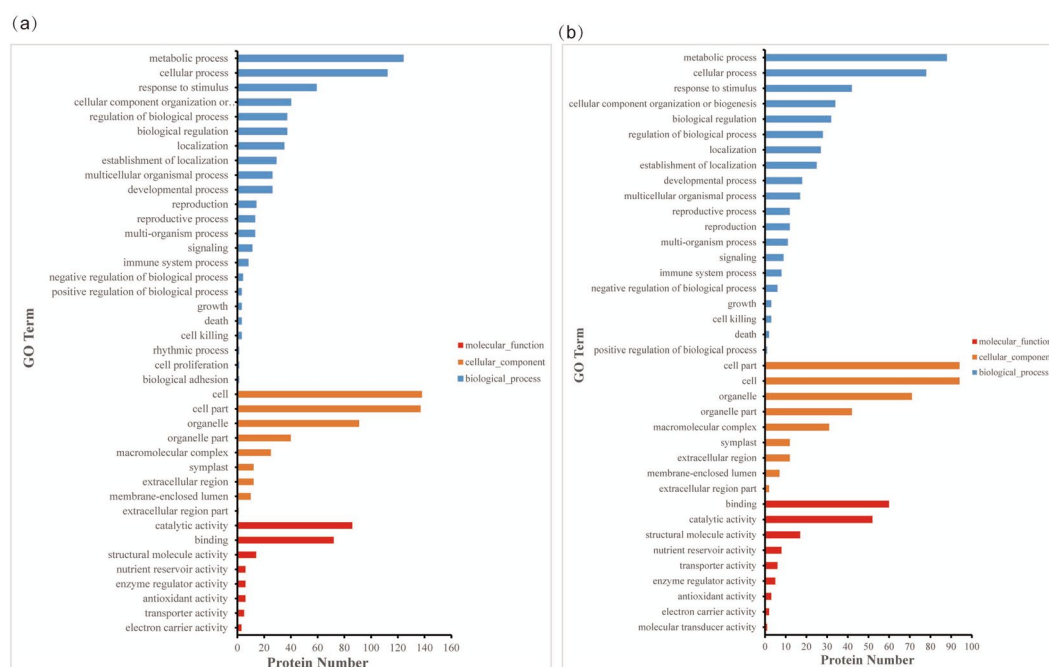 (a)
metabolic process
cellular process
response to stimulus
cellular component organization or..
regulation of biological process
biological regulation
localization
establishment of localization
multicellular organismal process
developmental process
reproduction
reproductive process
multi-organism process
signaling
immune system process
negative regulation of biological process
positive regulation of biological process
growth
death
cell killing
rhythmic process
cell proliferation
biological adhesion
cell
cell part
organelle
organelle part
macromolecular complex
symplast
extracellular region
membrane-enclosed lumen
extracellular region part
catalytic activity
binding
structural molecule activity
nutrient reservoir activity
enzyme regulator activity
antioxidant activity
transporter activity
electron carrier activity
GO Term
molecular_function
cellular_component
biological_process
0 20 40 60 80 100 120 140 160
Protein Number
(b)
metabolic process
cellular process
response to stimulus
cellular component organization or biogenesis
biological regulation
regulation of biological process
localization
establishment of localization
developmental process
multicellular organismal process
reproductive process
reproduction
multi-organism process
signaling
immune system process
negative regulation of biological process
growth
cell killing
death
positive regulation of biological process
cell part
cell
organelle
organelle part
macromolecular complex
symplast
extracellular region
membrane-enclosed lumen
extracellular region part
binding
catalytic activity
structural molecule activity
nutrient reservoir activity
transporter activity
enzyme regulator activity
antioxidant activity
electron carrier activity
molecular transducer activity
GO Term
molecular_function
cellular_component
biological_process
0 10 20 30 40 50 60 70 80 90 100
Protein Number